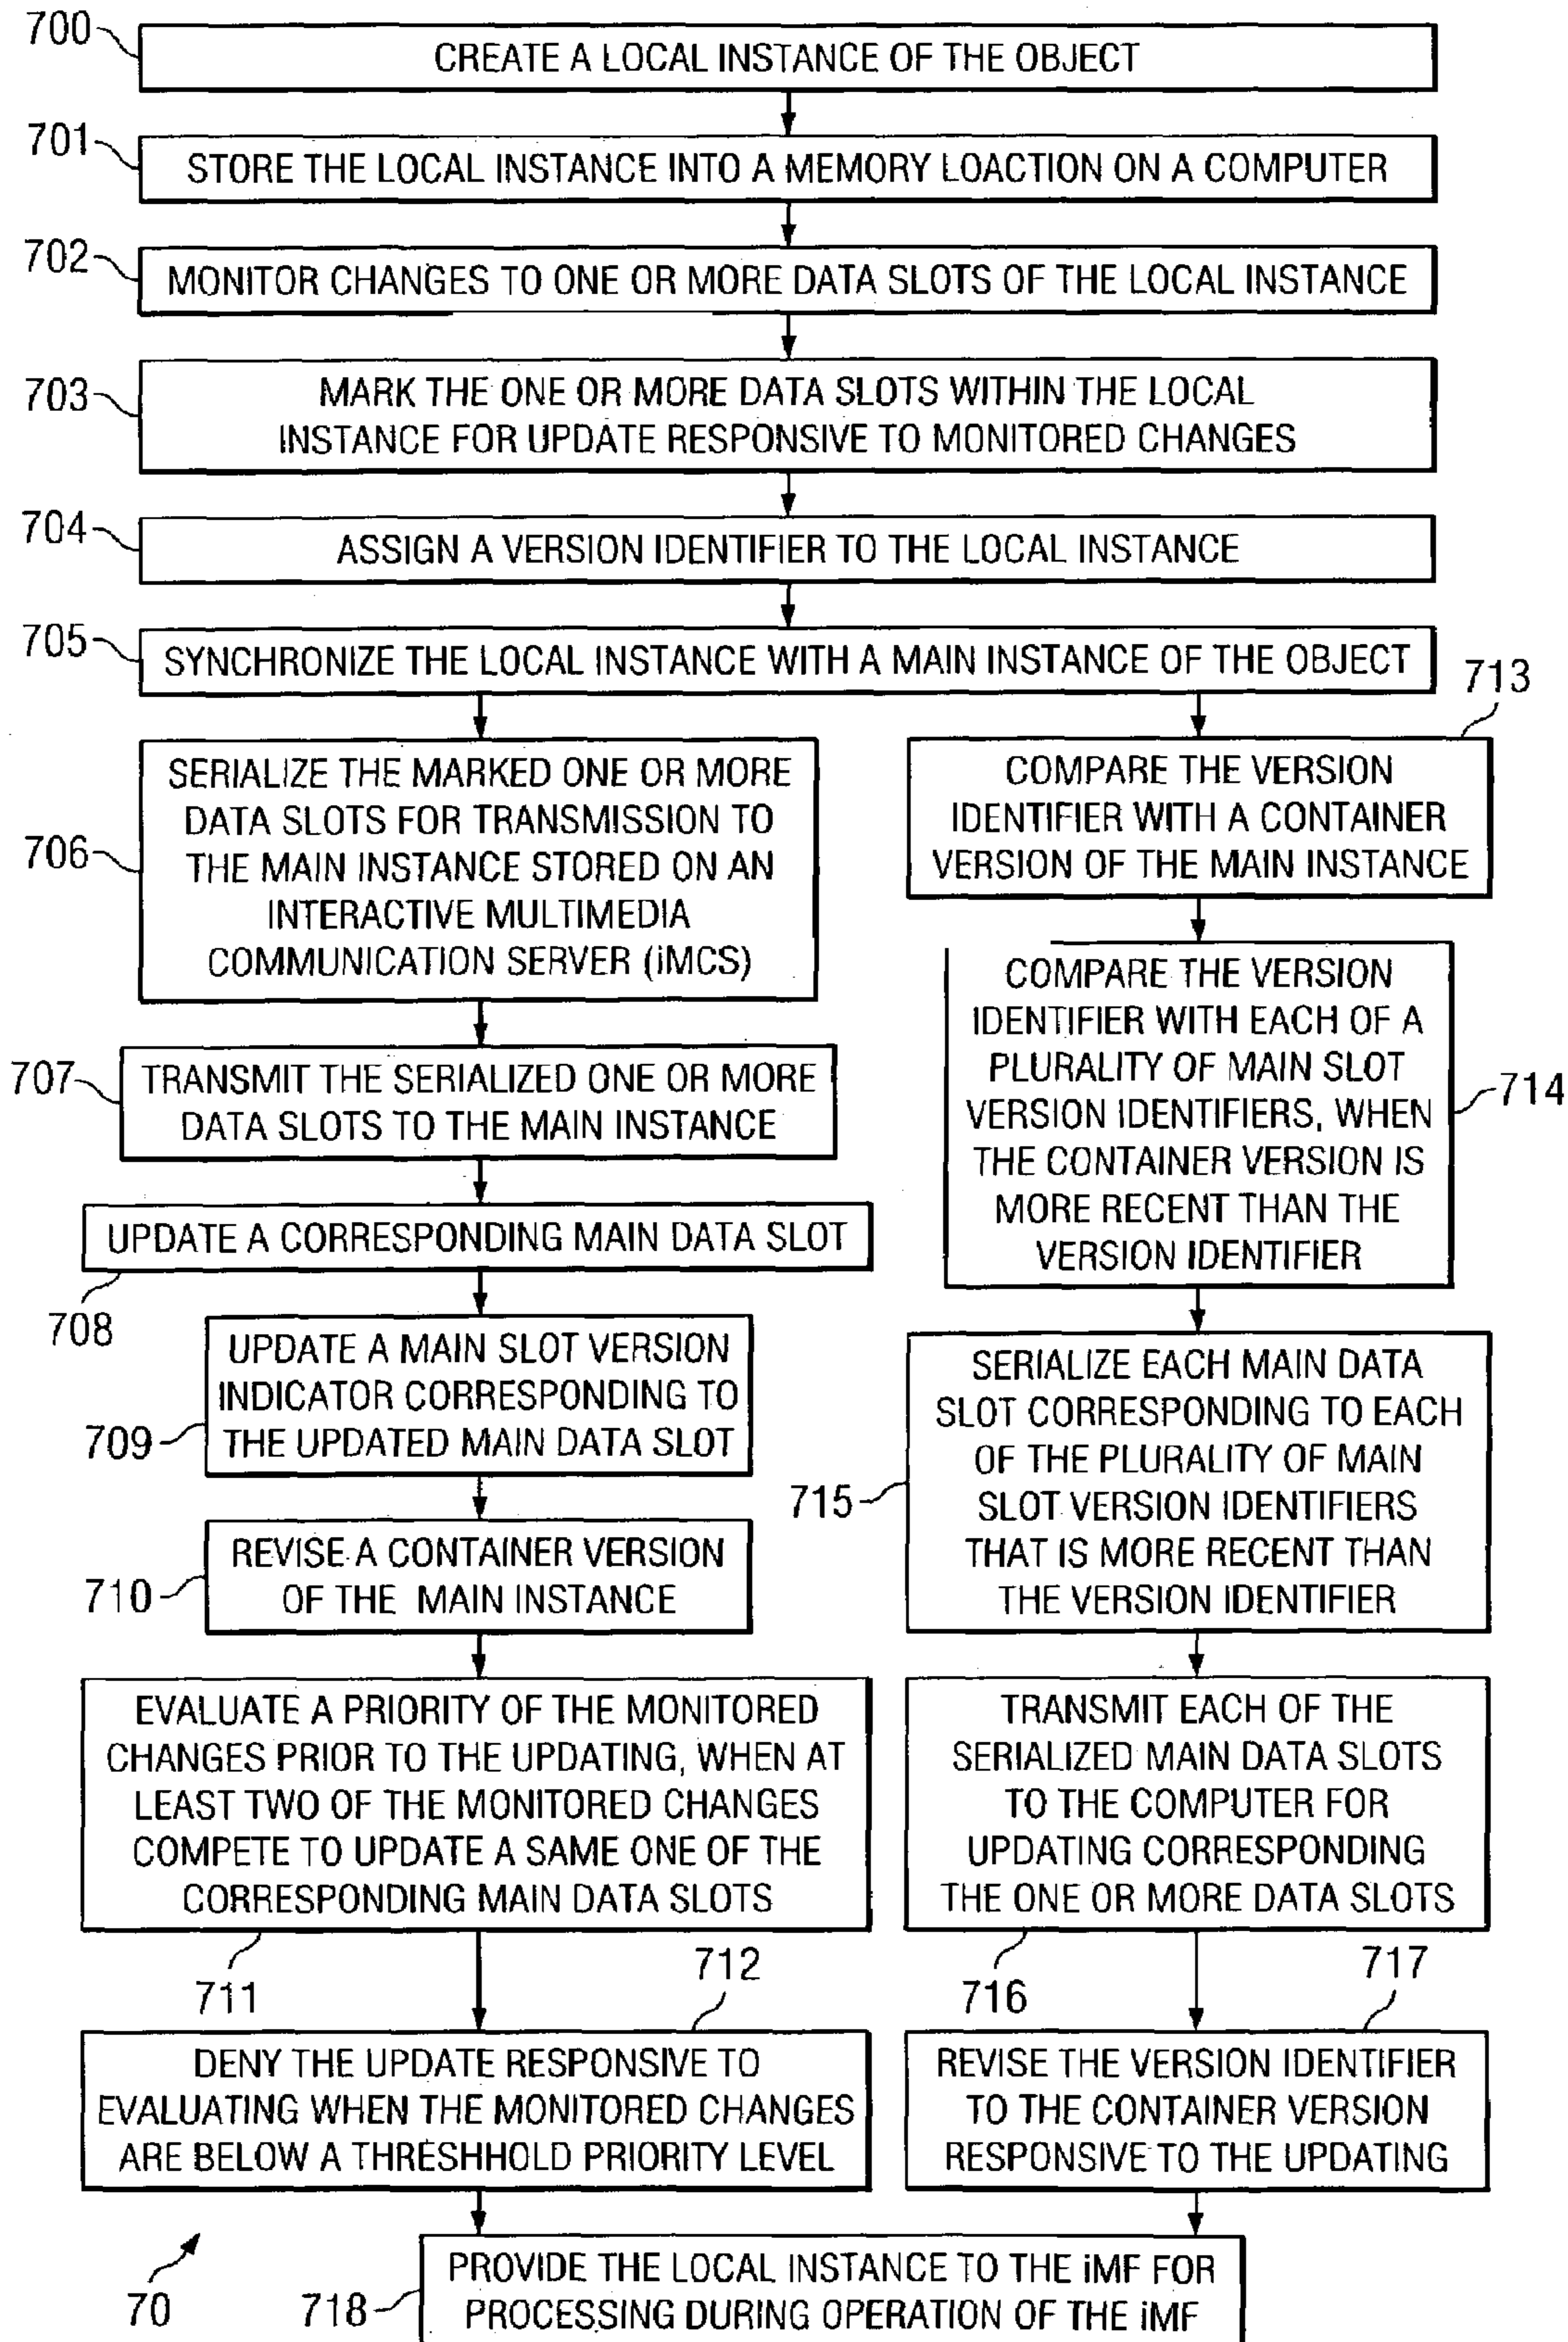 700
CREATE A LOCAL INSTANCE OF THE OBJECT
701
STORE THE LOCAL INSTANCE INTO A MEMORY LOACTION ON A COMPUTER
702
MONITOR CHANGES TO ONE OR MORE DATA SLOTS OF THE LOCAL INSTANCE
703
MARK THE ONE OR MORE DATA SLOTS WITHIN THE LOCAL
INSTANCE FOR UPDATE RESPONSIVE TO MONITORED CHANGES
704
ASSIGN A VERSION IDENTIFIER TO THE LOCAL INSTANCE
705
SYNCHRONIZE THE LOCAL INSTANCE WITH A MAIN INSTANCE OF THE OBJECT
706
SERIALIZE THE MARKED ONE OR MORE
DATA SLOTS FOR TRANSMISSION TO
THE MAIN INSTANCE STORED ON AN
INTERACTIVE MULTIMEDIA
COMMUNICATION SERVER (iMCS)
707
TRANSMIT THE SERIALIZED ONE OR MORE
DATA SLOTS TO THE MAIN INSTANCE
UPDATE A CORRESPONDING MAIN DATA SLOT
708
UPDATE A MAIN SLOT VERSION
INDICATOR CORRESPONDING TO
THE UPDATED MAIN DATA SLOT
709
REVISE A CONTAINER VERSION
OF THE MAIN INSTANCE
710
EVALUATE A PRIORITY OF THE MONITORED
CHANGES PRIOR TO THE UPDATING, WHEN AT
LEAST TWO OF THE MONITORED CHANGES
COMPETE TO UPDATE A SAME ONE OF THE
CORRESPONDING MAIN DATA SLOTS
711
712
DENY THE UPDATE RESPONSIVE TO
EVALUATING WHEN THE MONITORED CHANGES
ARE BELOW A THRESHHOLD PRIORITY LEVEL
713
COMPARE THE VERSION
IDENTIFIER WITH A CONTAINER
VERSION OF THE MAIN INSTANCE
COMPARE THE VERSION
IDENTIFIER WITH EACH OF A
PLURALITY OF MAIN SLOT
VERSION IDENTIFIERS, WHEN
THE CONTAINER VERSION IS
MORE RECENT THAN THE
VERSION IDENTIFIER
714
SERIALIZE EACH MAIN DATA
SLOT CORRESPONDING TO EACH
OF THE PLURALITY OF MAIN
SLOT VERSION IDENTIFIERS
THAT IS MORE RECENT THAN
THE VERSION IDENTIFIER
715
TRANSMIT EACH OF THE
SERIALIZED MAIN DATA SLOTS
TO THE COMPUTER FOR
UPDATING CORRESPONDING
THE ONE OR MORE DATA SLOTS
716
717
REVISE THE VERSION IDENTIFIER
TO THE CONTAINER VERSION
RESPONSIVE TO THE UPDATING
70
718
PROVIDE THE LOCAL INSTANCE TO THE iMF FOR
PROCESSING DURING OPERATION OF THE iMF